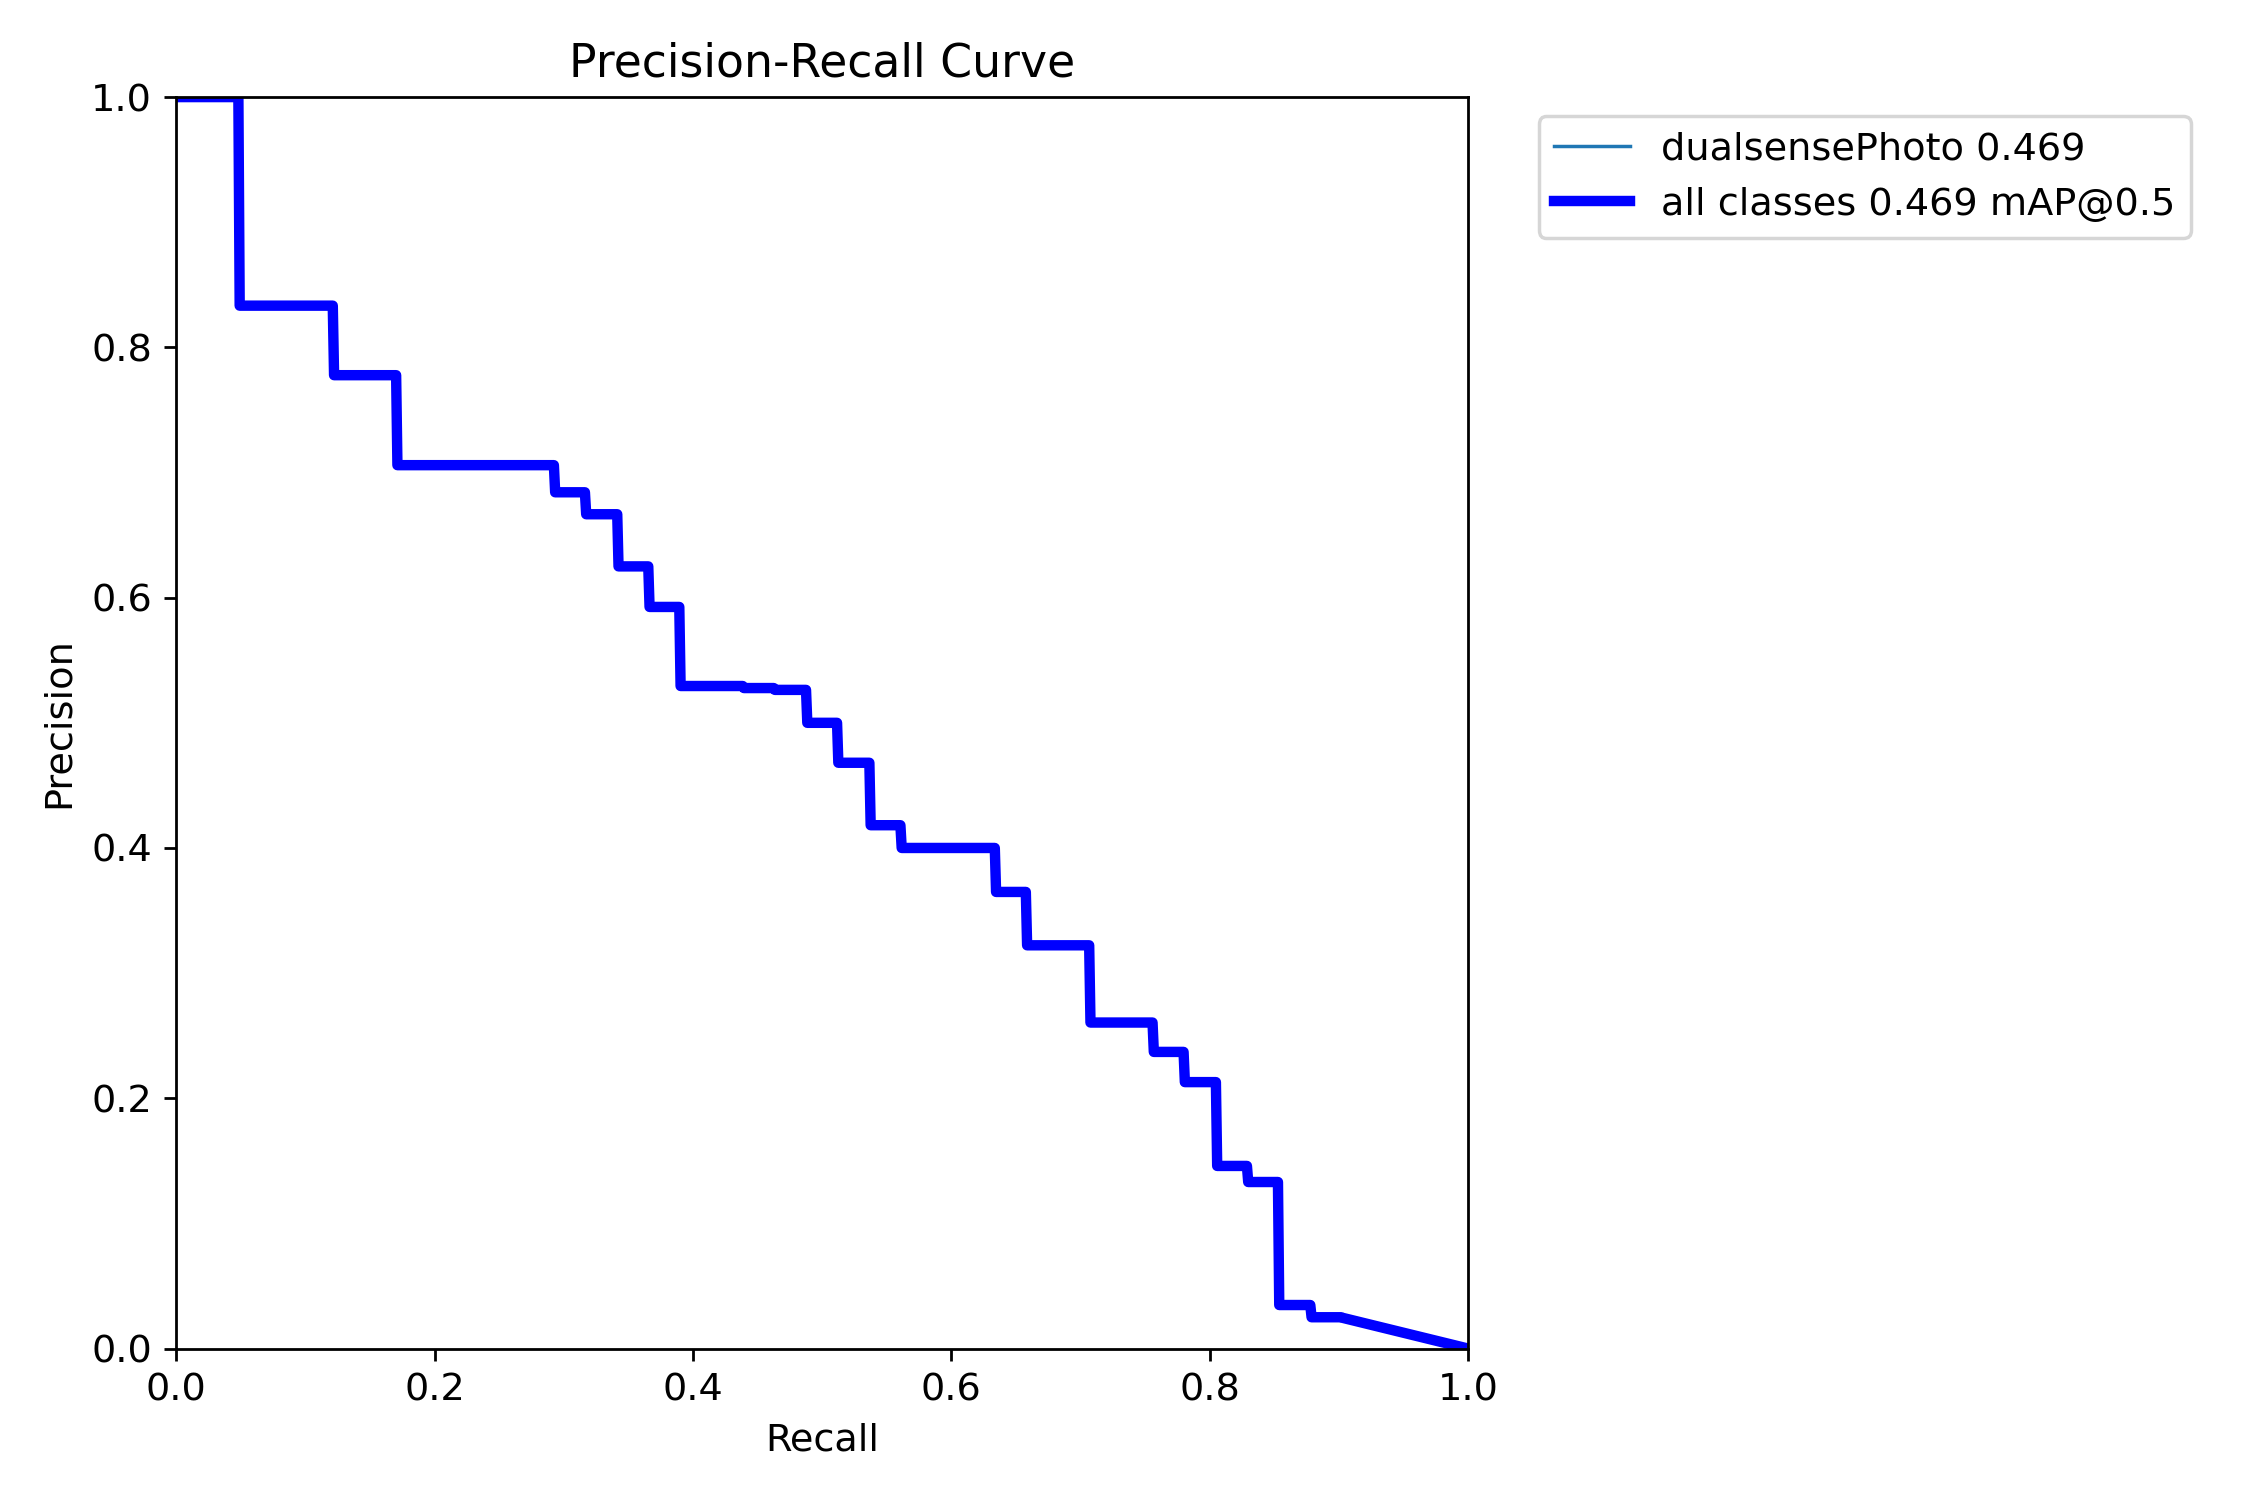 Precision-Recall Curve
1.0
0.8
0.6
0.4
0.2
0.0
Precision
0.0 0.2 0.4 0.6 0.8 1.0
Recall
dualsensePhoto 0.469
all classes 0.469 mAP@0.5